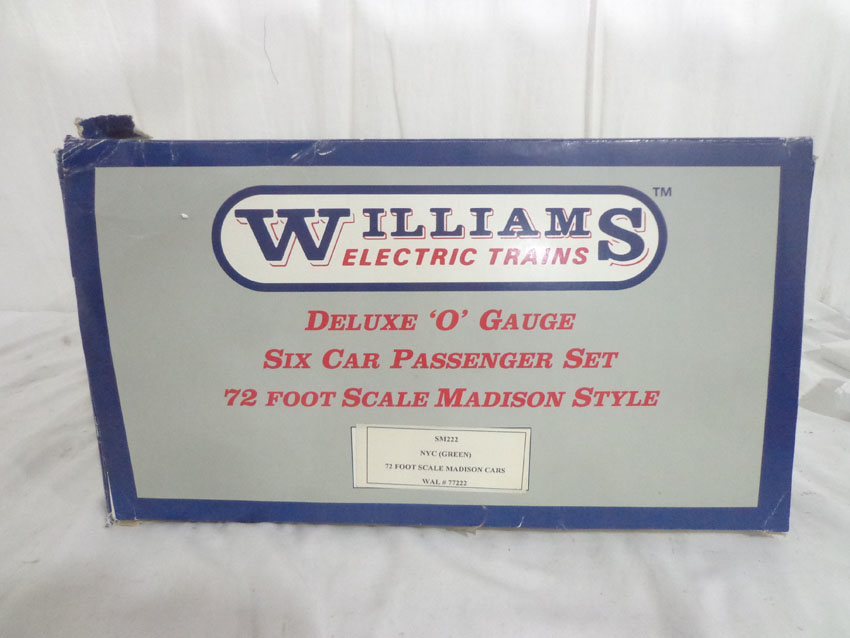 WILLIAMS TM
ELECTRIC TRAINS
DELUXE ‘O’ GAUGE
SIX CAR PASSENGER SET
72 FOOT SCALE MADISON STYLE
SM222
NYC (GREEN)
72 FOOT SCALE MADISON CARS
WAL # 77222